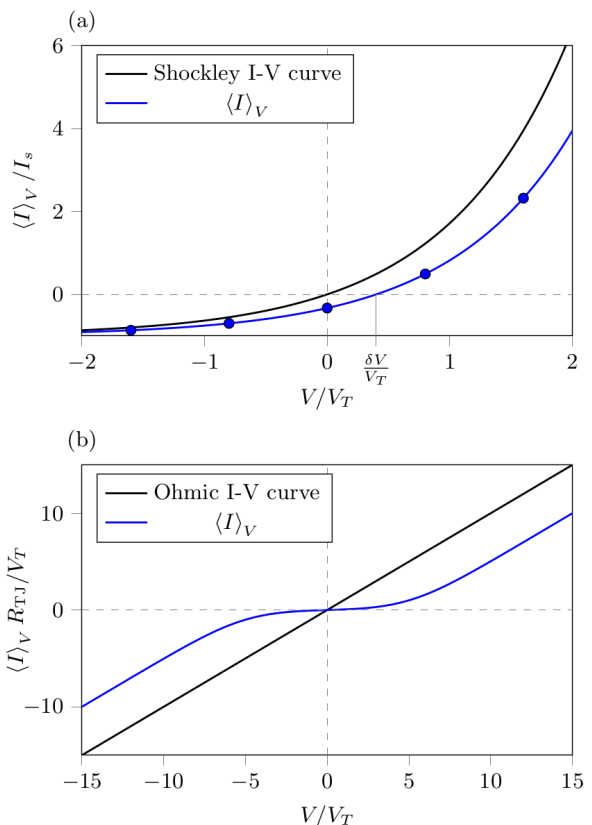 (a)
6
4
2
0
⟨I⟩_V / I_s
Shockley I-V curve
⟨I⟩_V
−2 −1 0 δV/V_T 1 2
V/V_T
(b)
10
0
−10
⟨I⟩_V R_TJ/V_T
Ohmic I-V curve
⟨I⟩_V
−15 −10 −5 0 5 10 15
V/V_T